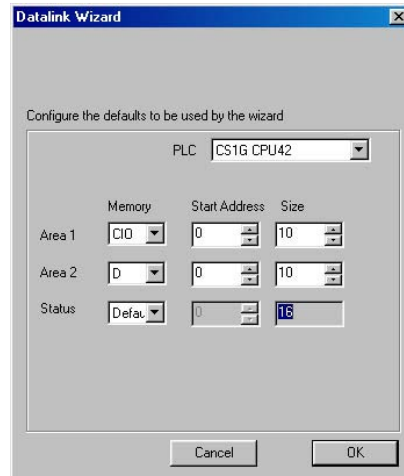 Datalink Wizard
Configure the defaults to be used by the wizard
PLC CS1G CPU42
Memory Start Address Size
Area 1 CIO 0 10
Area 2 D 0 10
Status Defau 0 16
Cancel OK